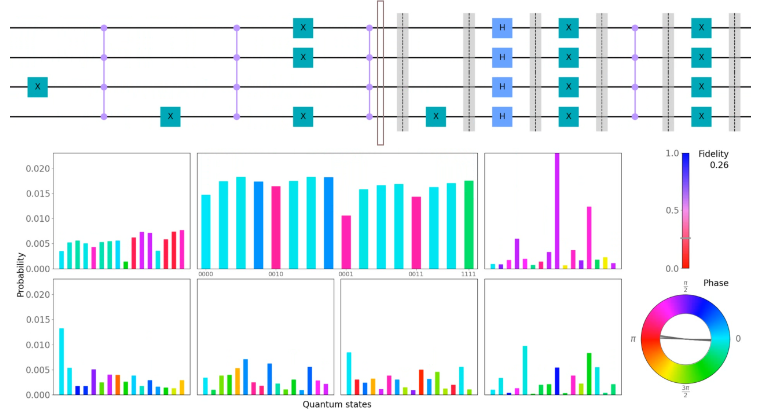 X H X X
X H X X
X H X X
X X X H X X
0.020
0.015
0.010
0.005
0.000
0000 0010 0001 0011 1111
1.0
0.5
0.0
Fidelity
0.26
Probability
0.020
0.015
0.010
0.005
0.000
Quantum states
Phase
π/2
π
0
3π/2